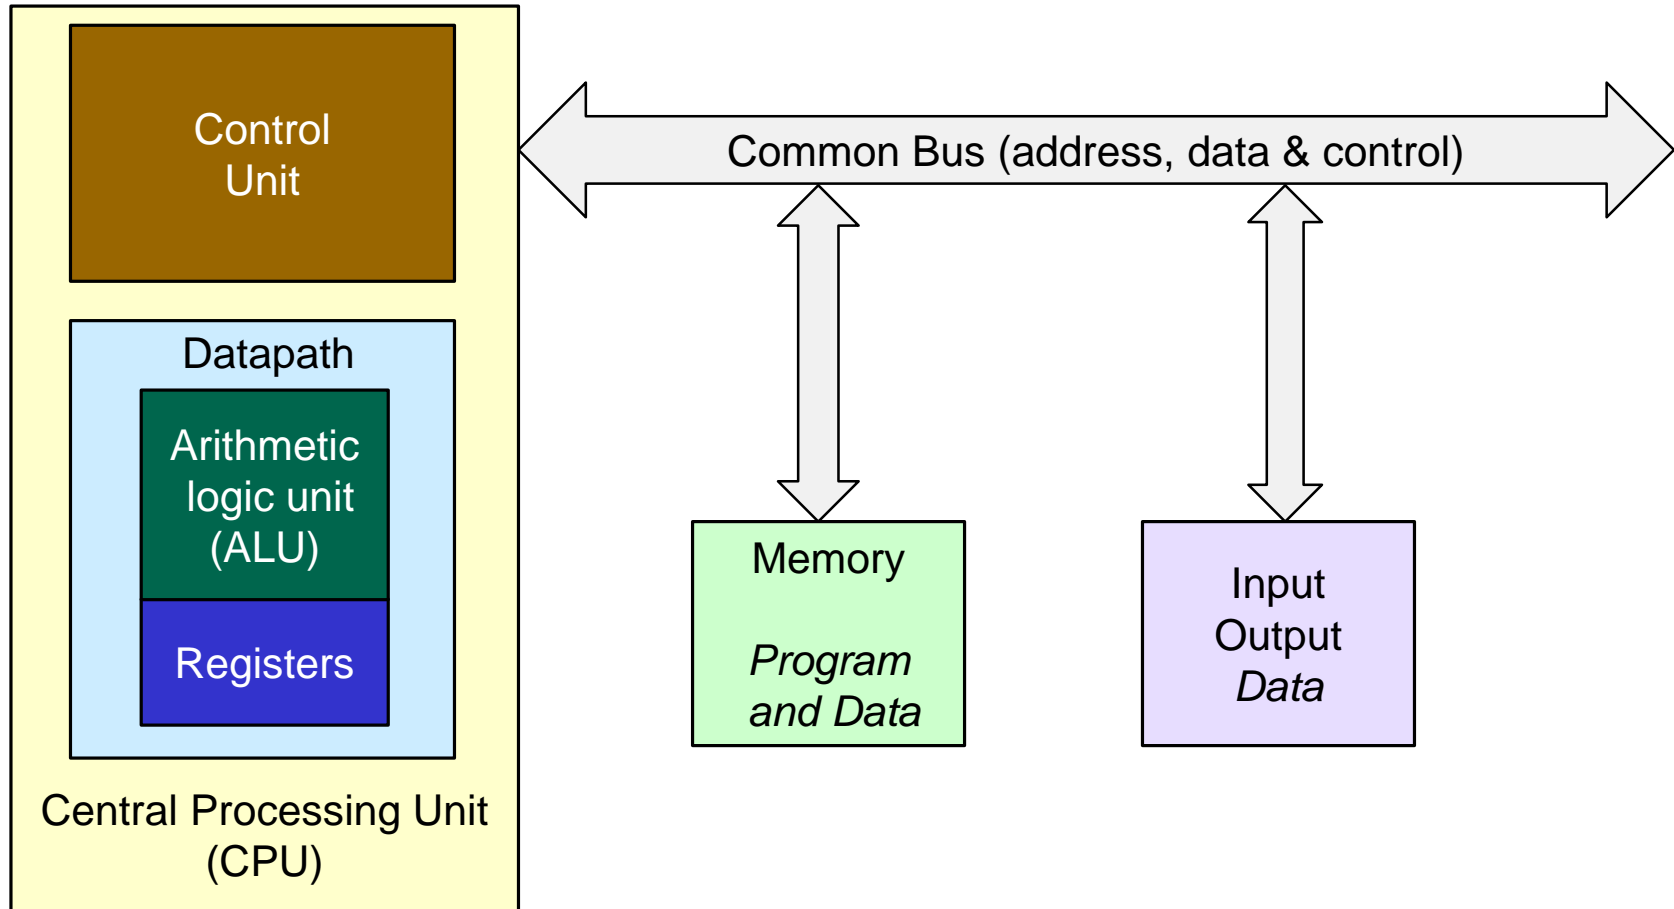 Control
Unit
Common Bus (address, data & control)
Datapath
Arithmetic
logic unit
(ALU)
Registers
Memory
Program
and Data
Input
Output
Data
Central Processing Unit
(CPU)